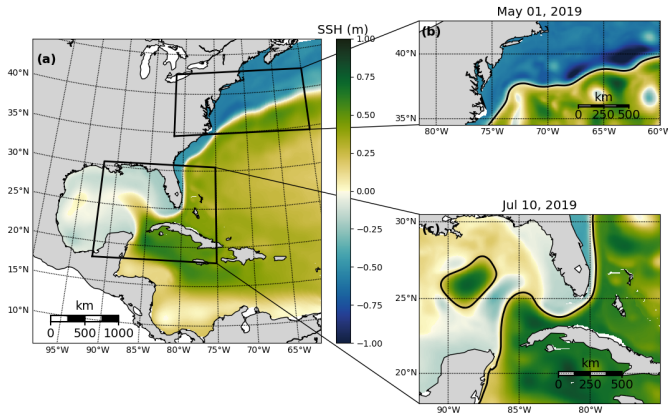 SSH (m)
(a)
40°N
35°N
30°N
25°N
20°N
15°N
10°N
km
0 500 1000
95°W 90°W 85°W 80°W 75°W 70°W 65°W
1.00
0.75
0.50
0.25
0.00
−0.25
−0.50
−0.75
−1.00
May 01, 2019
(b)
40°N
35°N
km
0 250 500
80°W 75°W 70°W 65°W 60°W
Jul 10, 2019
(c)
30°N
25°N
20°N
km
0 250 500
90°W 85°W 80°W